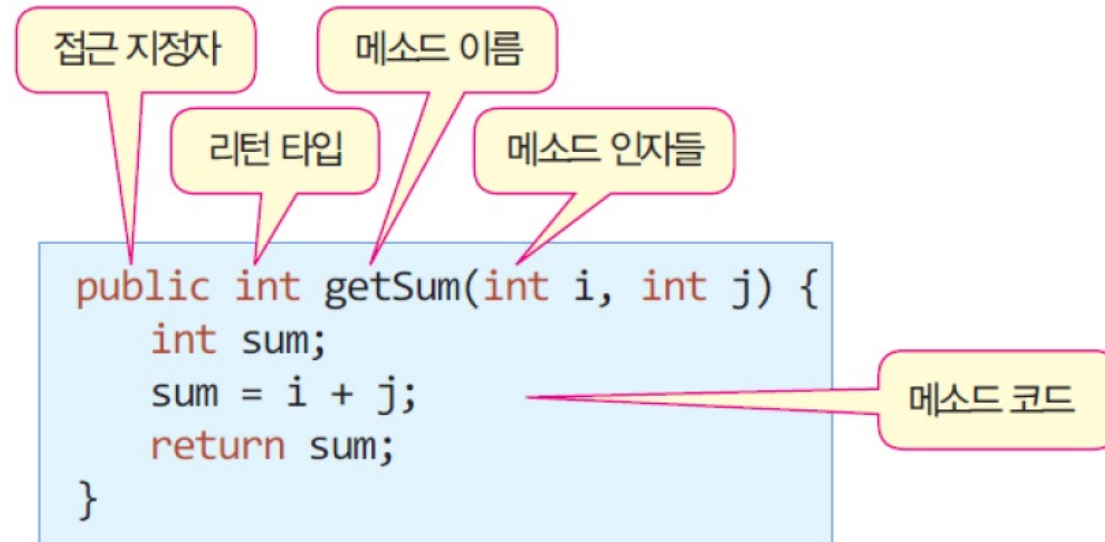 접근 지정자
메소드 이름
리턴 타입
메소드 인자들
public int getSum(int i, int j) {
int sum;
sum = i + j;
return sum;
}
메소드 코드